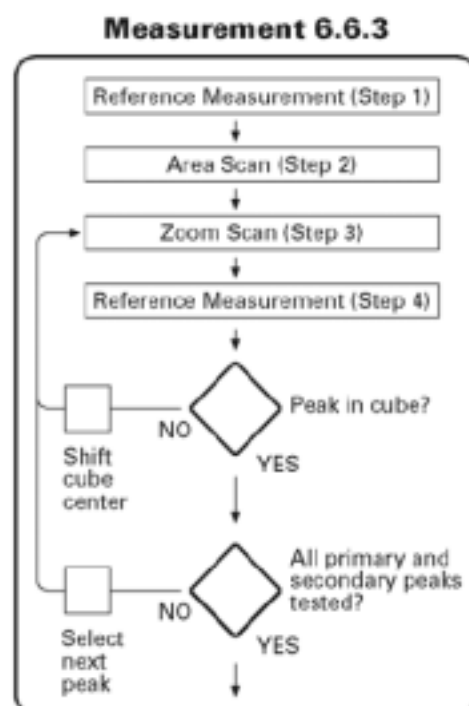 Measurement 6.6.3
Reference Measurement (Step 1)
Area Scan (Step 2)
Zoom Scan (Step 3)
Reference Measurement (Step 4)
Peak in cube?
NO
Shift
cube
center
YES
All primary and
secondary peaks
tested?
NO
Select
next
peak
YES